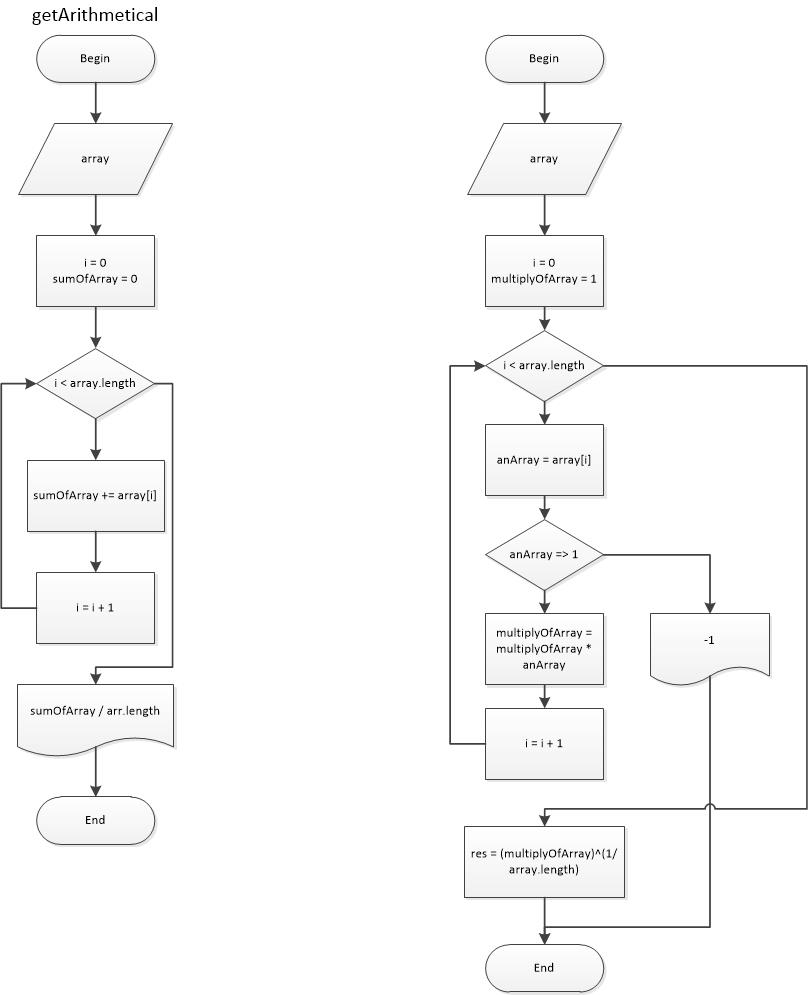 getArithmetical
Begin
array
i = 0
sumOfArray = 0
i < array.length
sumOfArray += array[i]
i = i + 1
sumOfArray / arr.length
End
Begin
array
i = 0
multiplyOfArray = 1
i < array.length
anArray = array[i]
anArray => 1
multiplyOfArray =
multiplyOfArray *
anArray
-1
i = i + 1
res = (multiplyOfArray)^(1/
array.length)
End